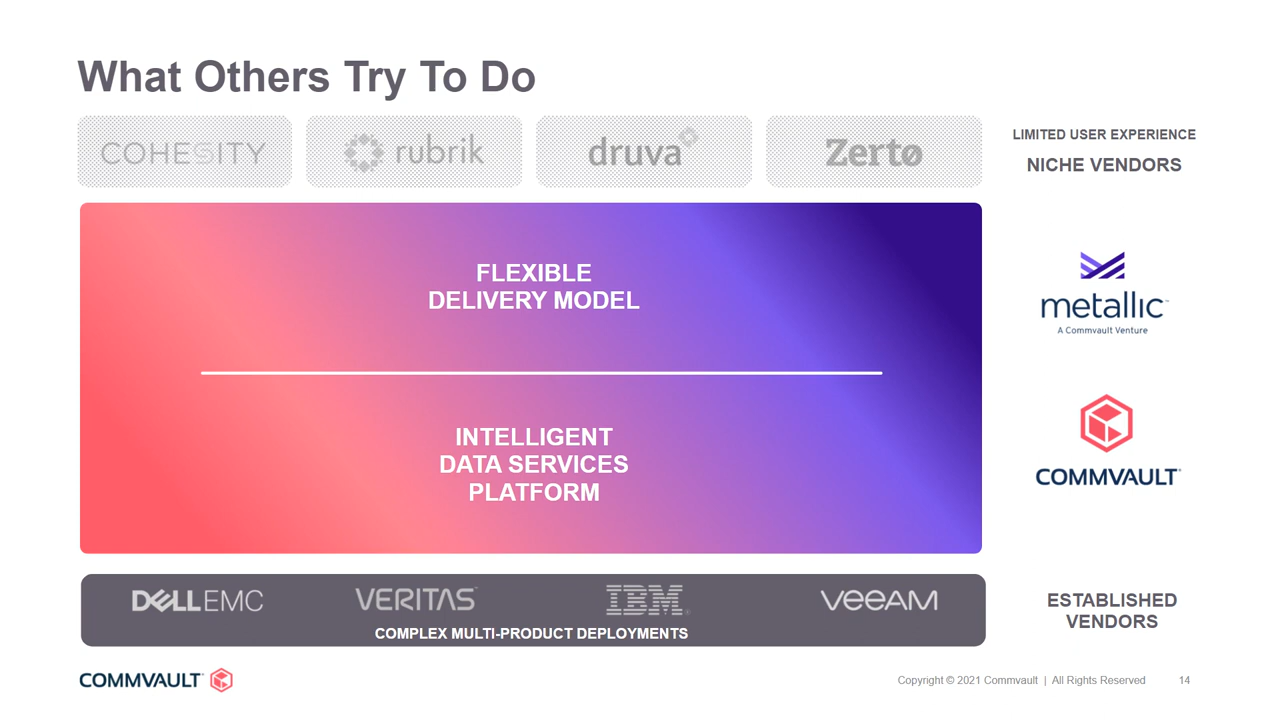 What Others Try To Do
COHESITY
rubrik
druva
Zerto
LIMITED USER EXPERIENCE
NICHE VENDORS
FLEXIBLE
DELIVERY MODEL
INTELLIGENT
DATA SERVICES
PLATFORM
metallic™
A Commvault Venture
COMMVAULT
DELLEMC
VERITAS
IBM
veeAM
COMPLEX MULTI-PRODUCT DEPLOYMENTS
ESTABLISHED
VENDORS
COMMVAULT
Copyright © 2021 Commvault | All Rights Reserved 14